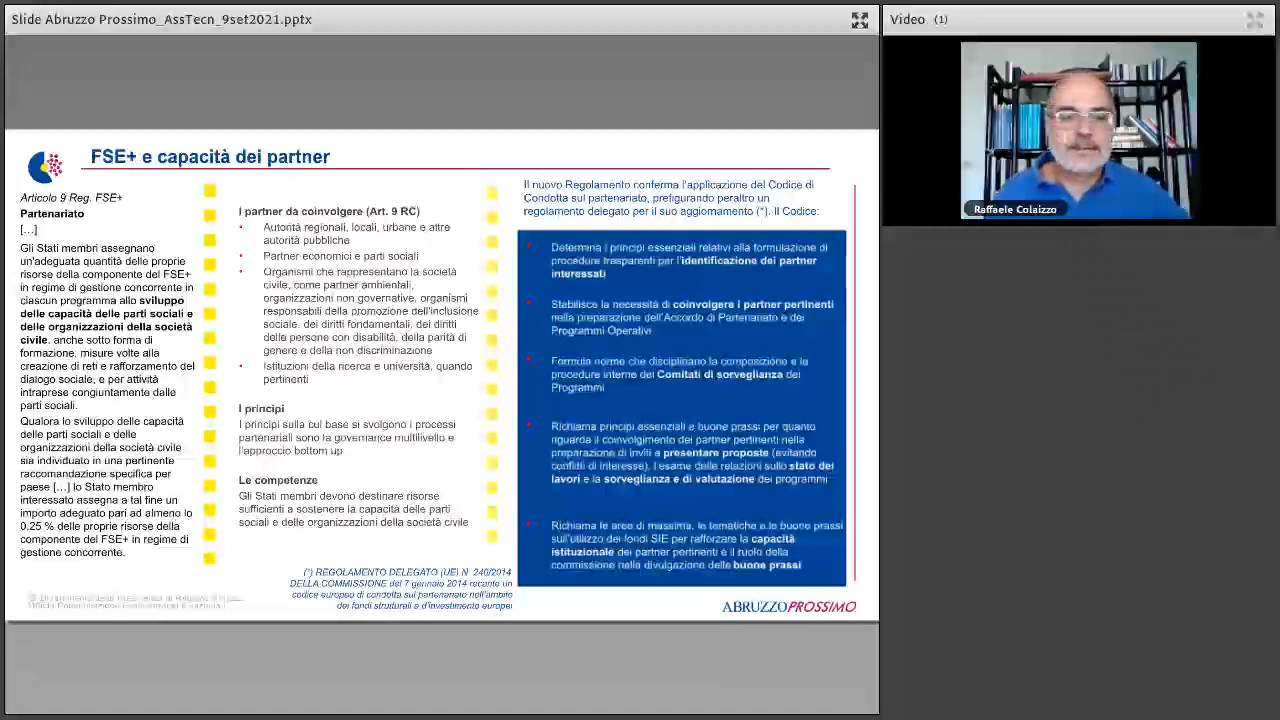 Slide Abruzzo Prossimo_AssTecn_9set2021.pptx
Video (1)
Raffaele Colaizzo
FSE+ e capacità dei partner
Articolo 9 Reg. FSE+
Partenariato
[…]
Gli Stati membri assegnano
un'adeguata quantità delle proprie
risorse della componente del FSE+
in regime di gestione concorrente in
ciascun programma allo sviluppo
delle capacità delle parti sociali e
delle organizzazioni della società
civile, anche sotto forma di
formazione, misure volte alla
creazione di reti e rafforzamento del
dialogo sociale, e per attività
intraprese congiuntamente dalle
parti sociali.
Qualora lo sviluppo delle capacità
delle parti sociali e delle
organizzazioni della società civile
sia individuato in una pertinente
raccomandazione specifica per
paese […] lo Stato membro
interessato assegna a tal fine un
importo adeguato pari ad almeno lo
0,25 % delle proprie risorse della
componente del FSE+ in regime di
gestione concorrente.
I partner da coinvolgere (Art. 9 RC)
• Autorità regionali, locali, urbane e altre
autorità pubbliche
• Partner economici e parti sociali
• Organismi che rappresentano la società
civile, come partner ambientali,
organizzazioni non governative, organismi
responsabili della promozione dell'inclusione
sociale, dei diritti fondamentali, dei diritti
delle persone con disabilità, della parità di
genere e della non discriminazione
• Istituzioni della ricerca e università, quando
pertinenti
I principi
I principi sulla cui base si svolgono i processi
partenariali sono la governance multilivello e
l'approccio bottom up
Le competenze
Gli Stati membri devono destinare risorse
sufficienti a sostenere la capacità delle parti
sociali e delle organizzazioni della società civile
(*) REGOLAMENTO DELEGATO (UE) N. 240/2014
DELLA COMMISSIONE del 7 gennaio 2014 recante un
codice europeo di condotta sul partenariato nell'ambito
dei fondi strutturali e d'investimento europei
Il nuovo Regolamento conferma l'applicazione del Codice di
Condotta sul partenariato, prefigurando peraltro un
regolamento delegato per il suo aggiornamento (*). Il Codice:
• Determina i principi essenziali relativi alla formulazione di
procedure trasparenti per l'identificazione dei partner
interessati
• Stabilisce la necessità di coinvolgere i partner pertinenti
nella preparazione dell'Accordo di Partenariato e dei
Programmi Operativi
• Formula norme che disciplinano la composizione e le
procedure interne dei Comitati di sorveglianza dei
Programmi
• Richiama principi essenziali e buone prassi per quanto
riguarda il coinvolgimento dei partner pertinenti nella
preparazione di inviti a presentare proposte (evitando
conflitti di interesse), l'esame delle relazioni sullo stato dei
lavori e la sorveglianza e di valutazione dei programmi
• Richiama le aree di massima, le tematiche e le buone prassi
sull'utilizzo dei fondi SIE per rafforzare la capacità
istituzionale dei partner pertinenti e il ruolo della
commissione nella divulgazione delle buone prassi
ABRUZZOPROSSIMO